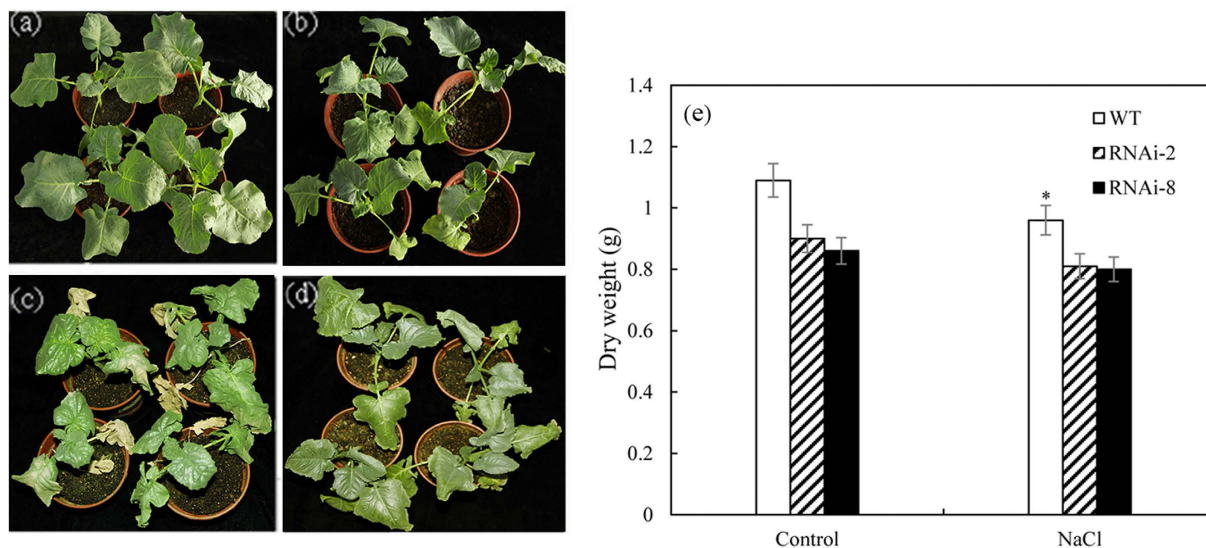 (a)
(b)
(c)
(d)
(e)
WT
RNAi-2
RNAi-8
*
Dry weight (g)
1.4
1.2
1
0.8
0.6
0.4
0.2
0
Control
NaCl